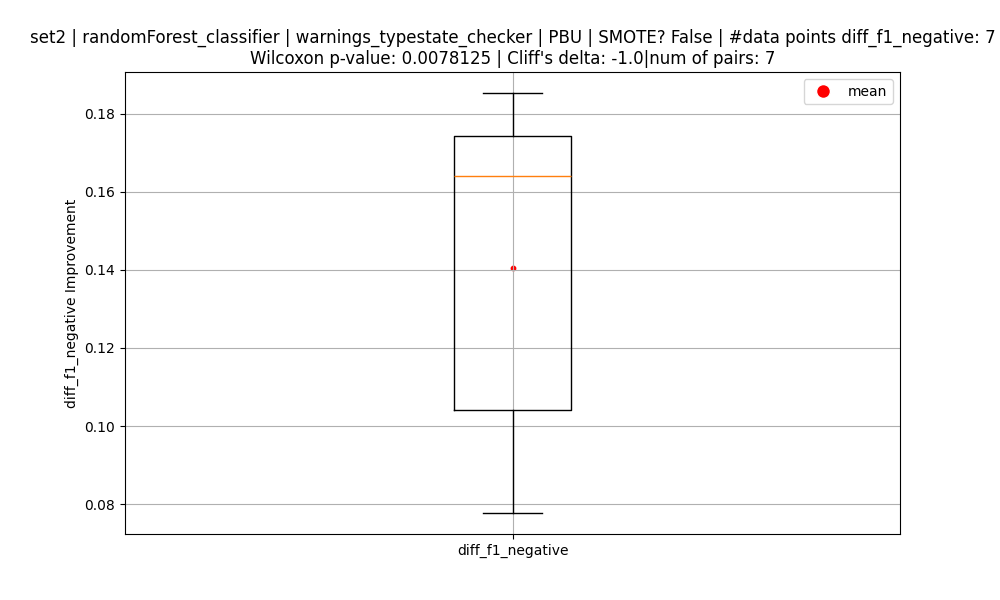 set2 | randomForest_classifier | warnings_typestate_checker | PBU | SMOTE? False | #data points diff_f1_negative: 7
Wilcoxon p-value: 0.0078125 | Cliff's delta: -1.0|num of pairs: 7
mean
0.18
0.16
0.14
0.12
0.10
0.08
diff_f1_negative Improvement
diff_f1_negative